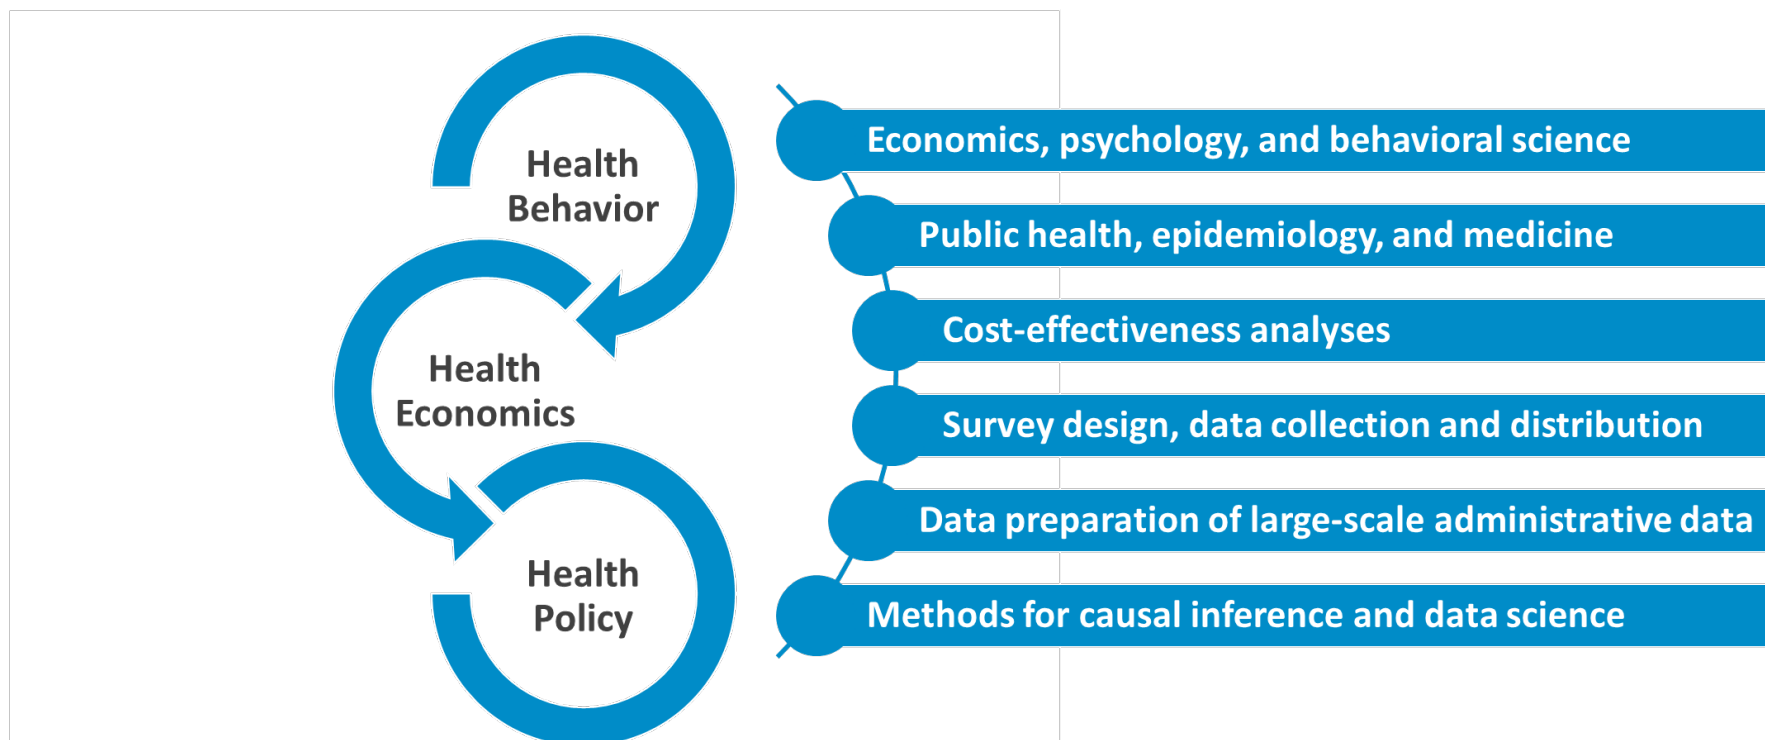 Health
Behavior
Health
Economics
Health
Policy
Economics, psychology, and behavioral science
Public health, epidemiology, and medicine
Cost-effectiveness analyses
Survey design, data collection and distribution
Data preparation of large-scale administrative data
Methods for causal inference and data science